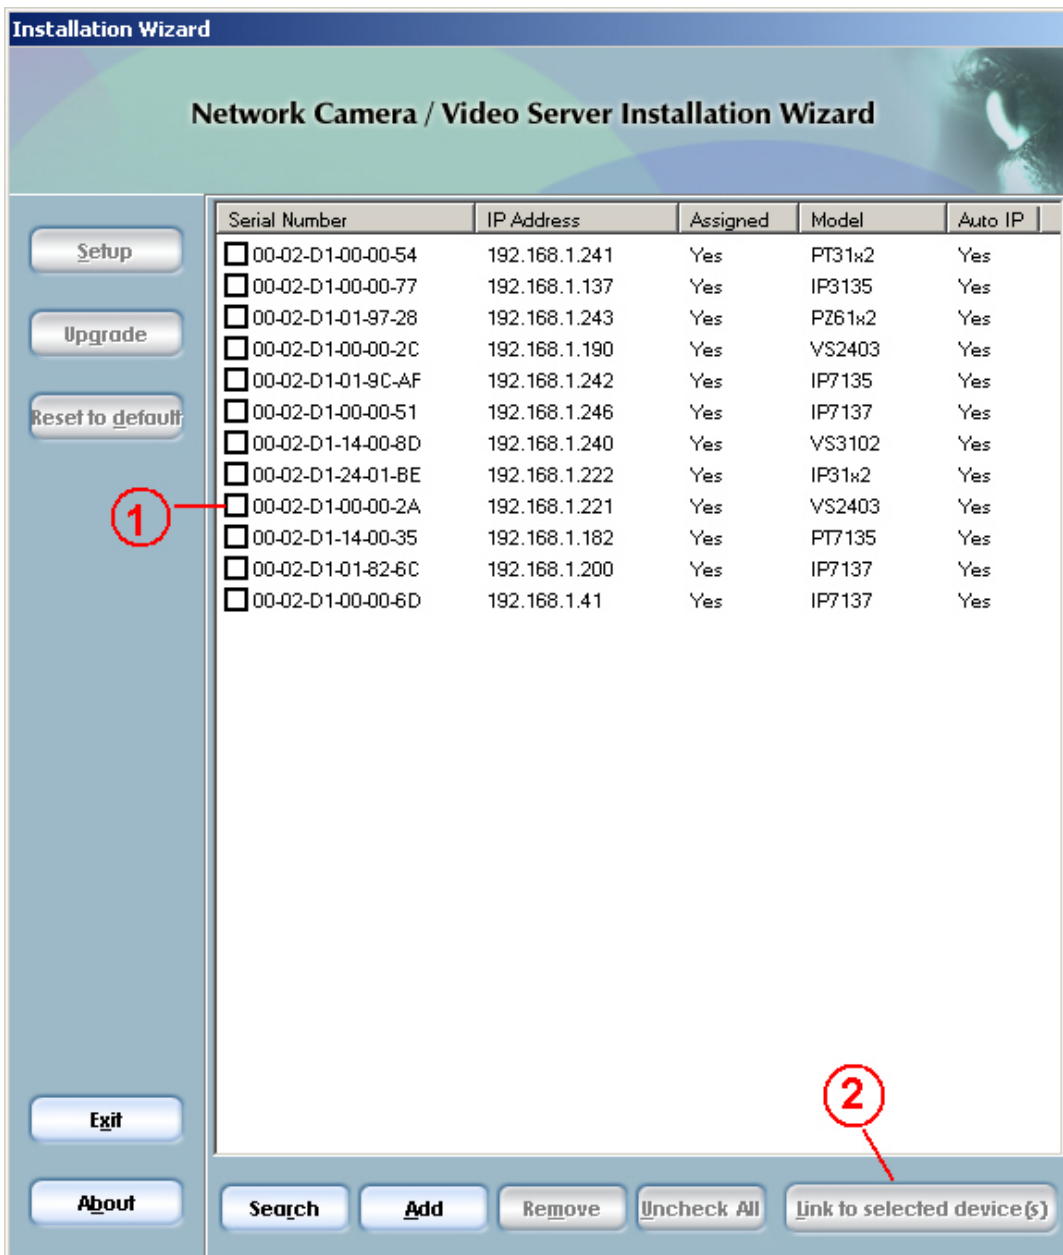 Installation Wizard
Network Camera / Video Server Installation Wizard
Serial Number IP Address Assigned Model Auto IP
Setup
00-02-D1-00-00-54 192.168.1.241 Yes PT31x2 Yes
00-02-D1-00-00-77 192.168.1.137 Yes IP3135 Yes
00-02-D1-01-97-28 192.168.1.243 Yes PZ61x2 Yes
Upgrade
00-02-D1-00-00-2C 192.168.1.190 Yes VS2403 Yes
00-02-D1-01-9C-AF 192.168.1.242 Yes IP7135 Yes
Reset to default
00-02-D1-00-00-51 192.168.1.246 Yes IP7137 Yes
00-02-D1-14-00-8D 192.168.1.240 Yes VS3102 Yes
00-02-D1-24-01-BE 192.168.1.222 Yes IP31x2 Yes
1
00-02-D1-00-00-2A 192.168.1.221 Yes VS2403 Yes
00-02-D1-14-00-35 192.168.1.182 Yes PT7135 Yes
00-02-D1-01-82-6C 192.168.1.200 Yes IP7137 Yes
00-02-D1-00-00-6D 192.168.1.41 Yes IP7137 Yes
2
Exit
About
Search Add Remove Uncheck All Link to selected device(s)